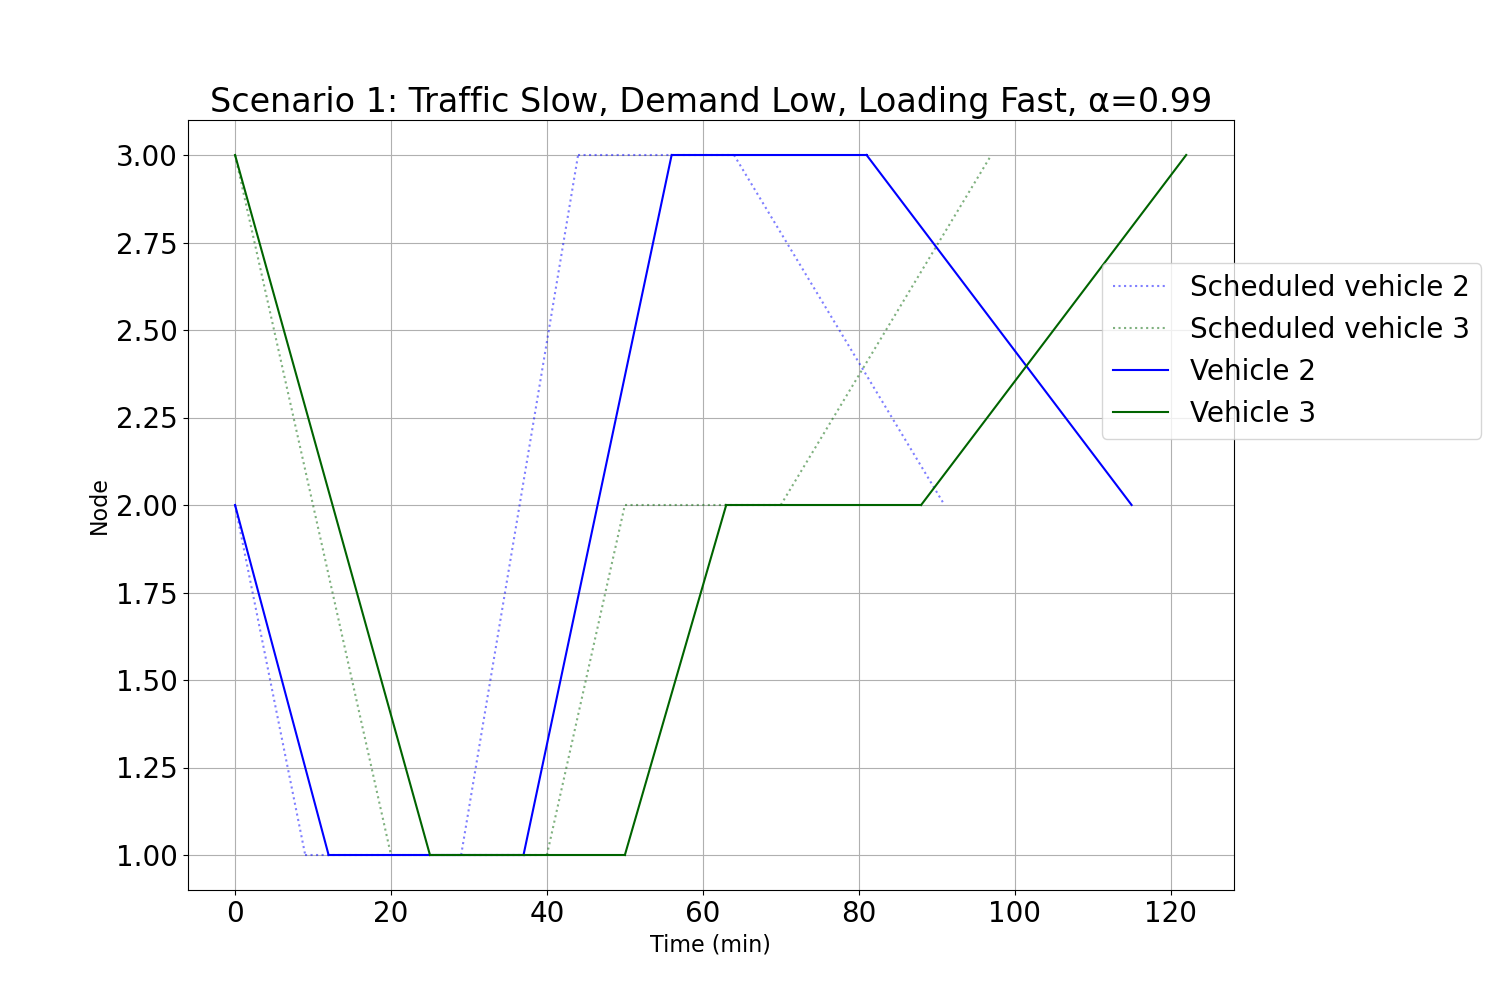 Scenario 1: Traffic Slow, Demand Low, Loading Fast, α=0.99
3.00
2.75
2.50
2.25
2.00
1.75
1.50
1.25
1.00
Node
0 20 40 60 80 100 120
Time (min)
Scheduled vehicle 2
Scheduled vehicle 3
Vehicle 2
Vehicle 3